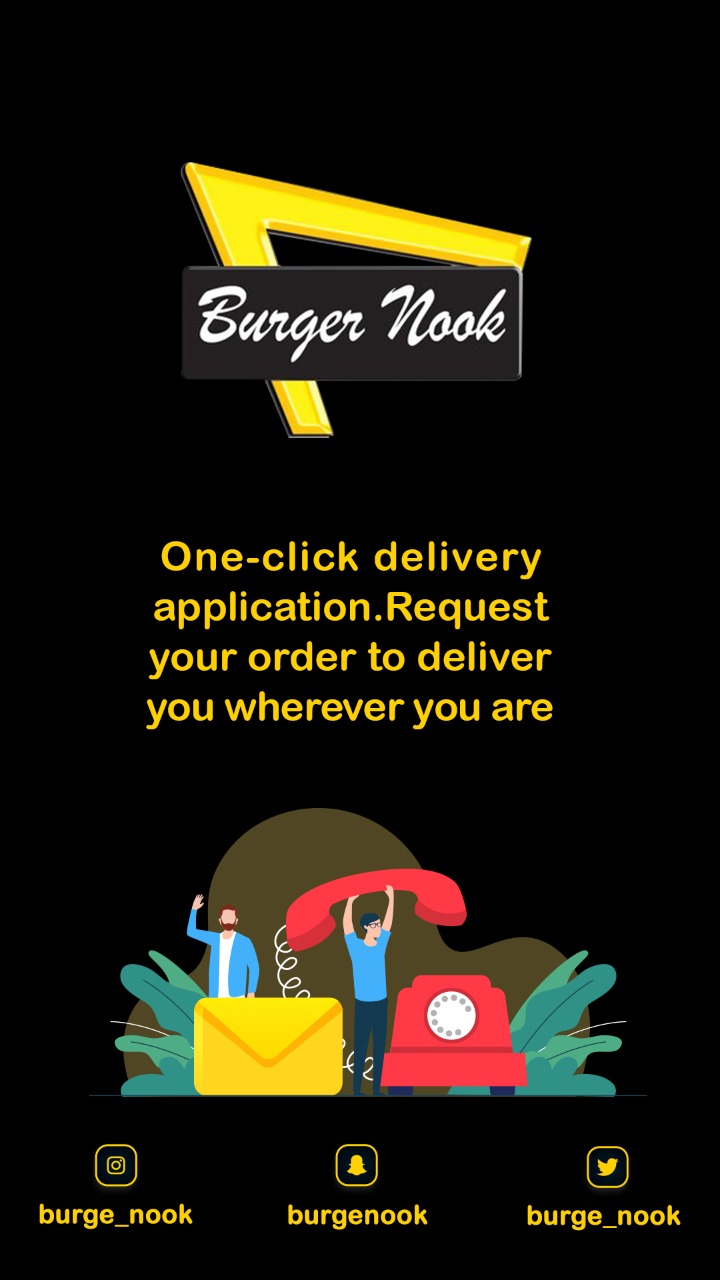 Burger Nook
One-click delivery
application.Request
your order to deliver
you wherever you are
burge_nook
burgenook
burge_nook